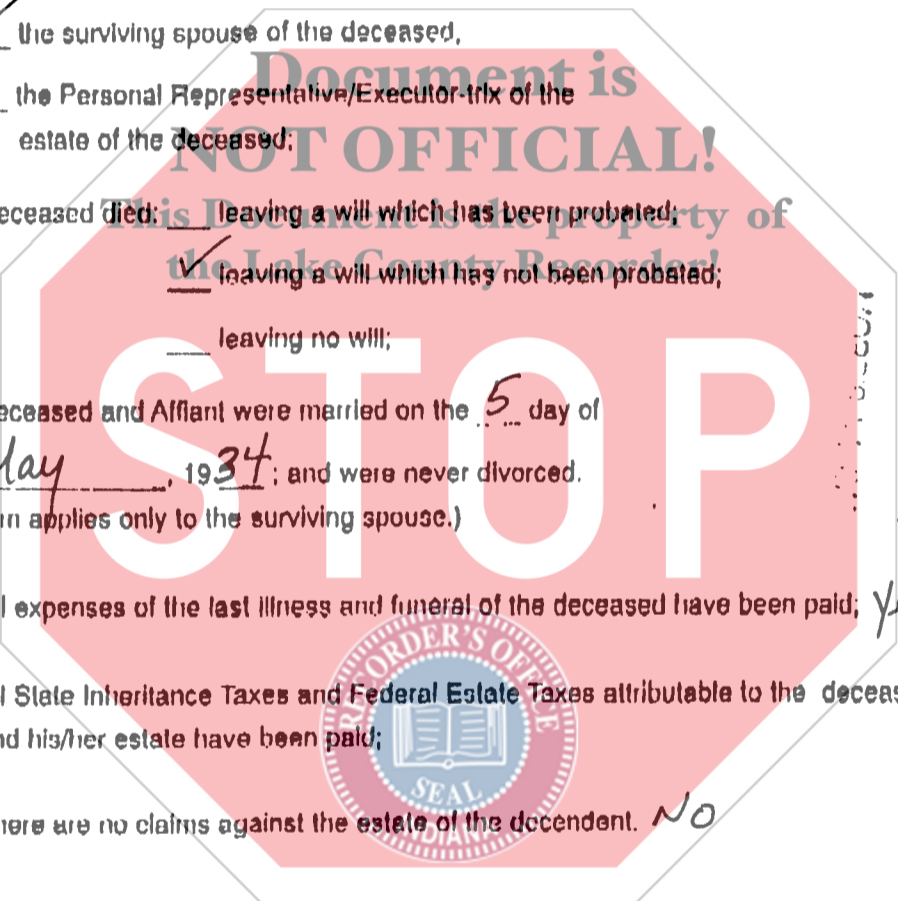 the surviving spouse of the deceased,
Document is
the Personal Representative/Executor-trix of the
estate of the deceased;
NOT OFFICIAL!
eceased died: ___ leaving a will which has been probated;
This Document is the property of
the Lake County Recorder!
✓ leaving a will which has not been probated;
___ leaving no will;
STOP
eceased and Affiant were married on the 5 day of
May, 1934; and were never divorced.
applies only to the surviving spouse.)
expenses of the last illness and funeral of the deceased have been paid;
RECORDER'S OFFICE
State Inheritance Taxes and Federal Estate Taxes attributable to the deceas
nd his/her estate have been paid;
SEAL
INDIANA
here are no claims against the estate of the decendent. No